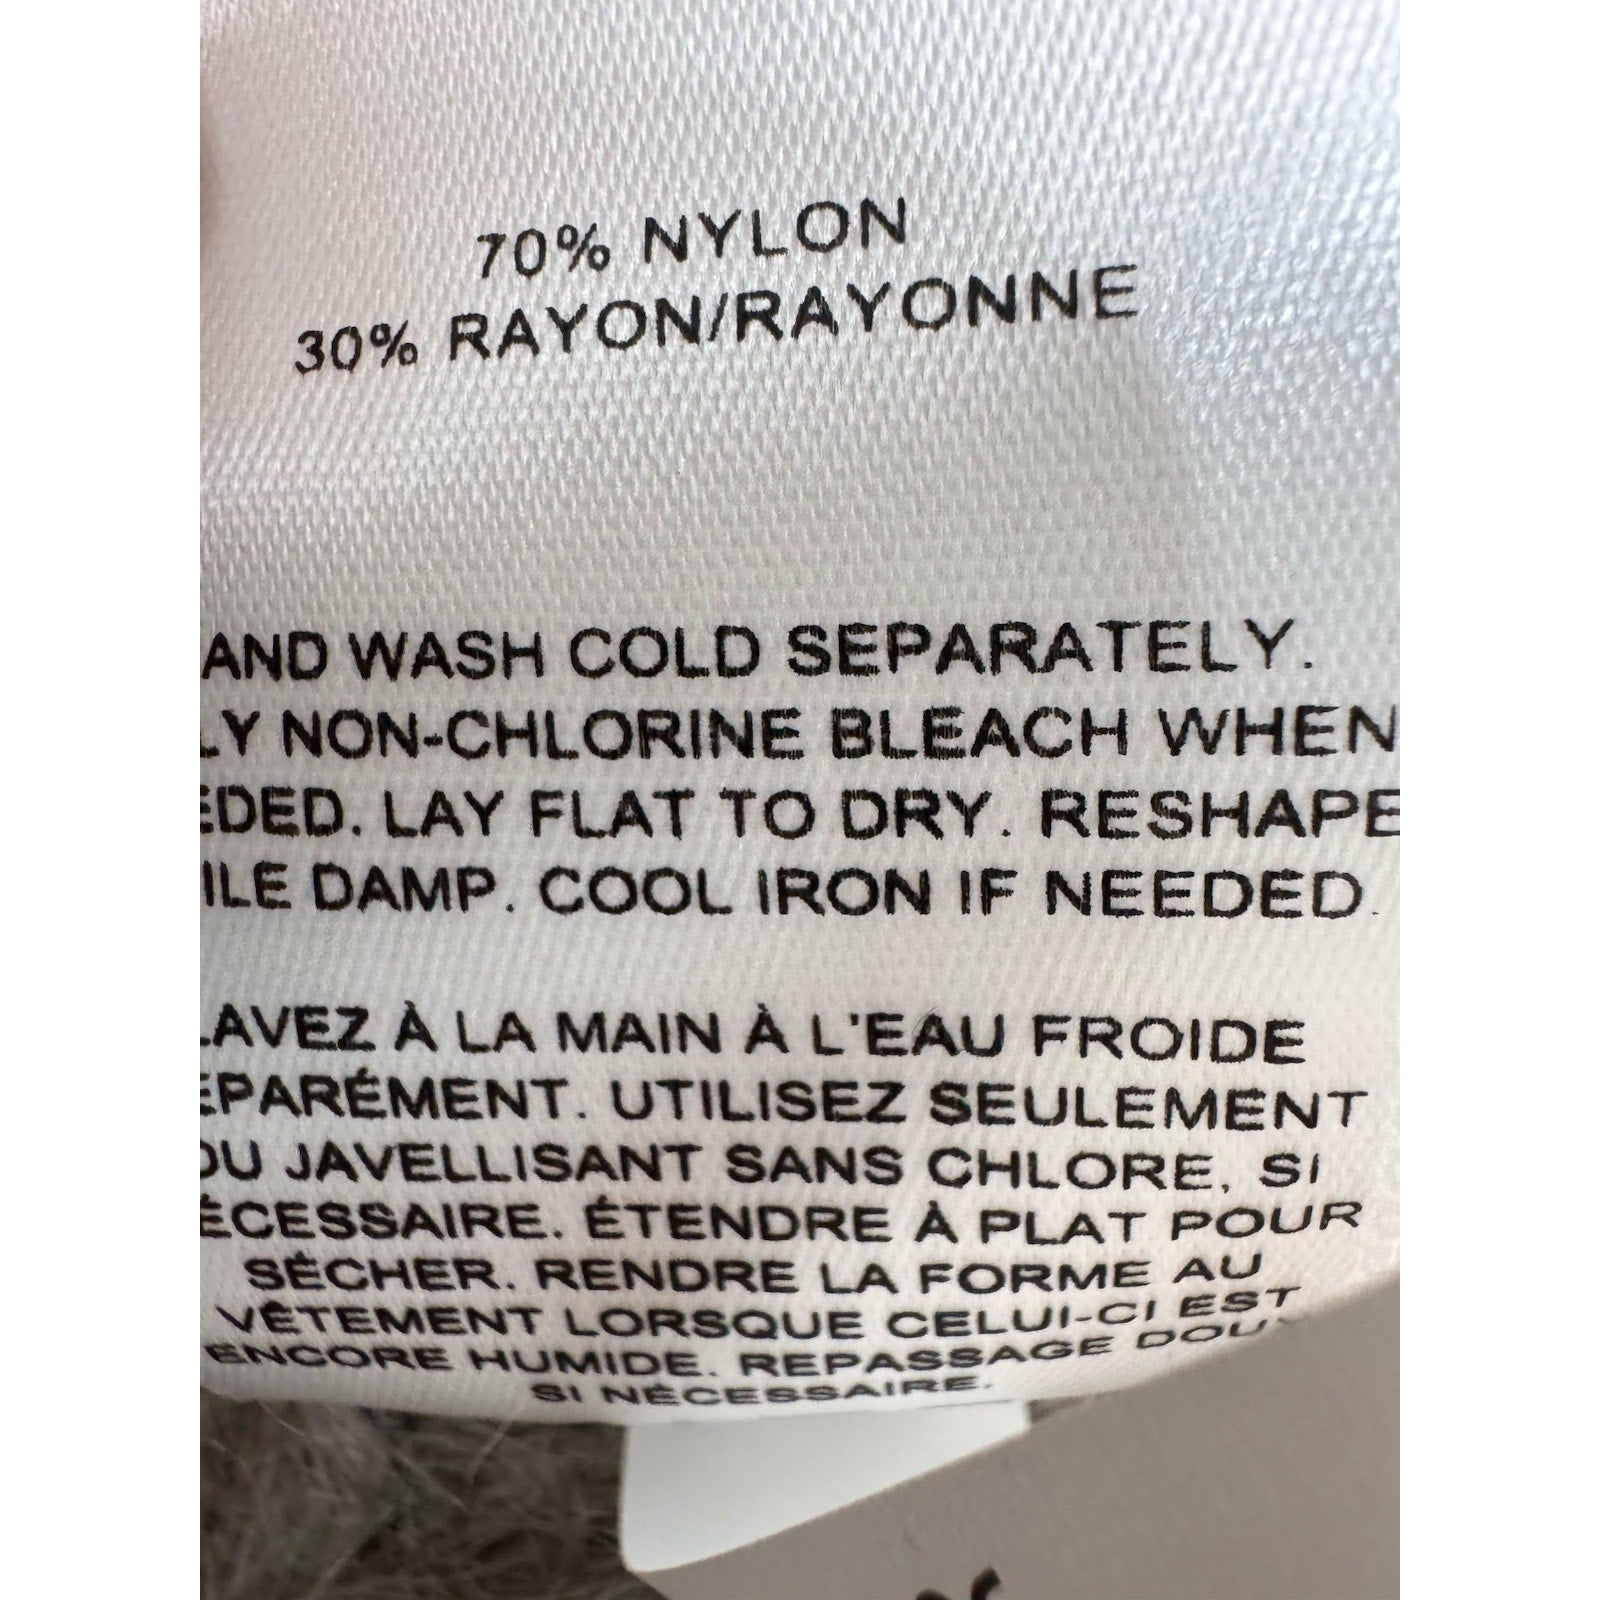 70% NYLON
30% RAYON/RAYONNE
AND WASH COLD SEPARATELY.
LY NON-CHLORINE BLEACH WHEN
EDED. LAY FLAT TO DRY. RESHAPE
ILE DAMP. COOL IRON IF NEEDED.
LAVEZ À LA MAIN À L'EAU FROIDE
ÉPARÉMENT. UTILISEZ SEULEMENT
DU JAVELLISANT SANS CHLORE, SI
ÉCESSAIRE. ÉTENDRE À PLAT POUR
SÉCHER. RENDRE LA FORME AU
VÊTEMENT LORSQUE CELUI-CI EST
ENCORE HUMIDE. REPASSAGE DOUX
SI NÉCESSAIRE.